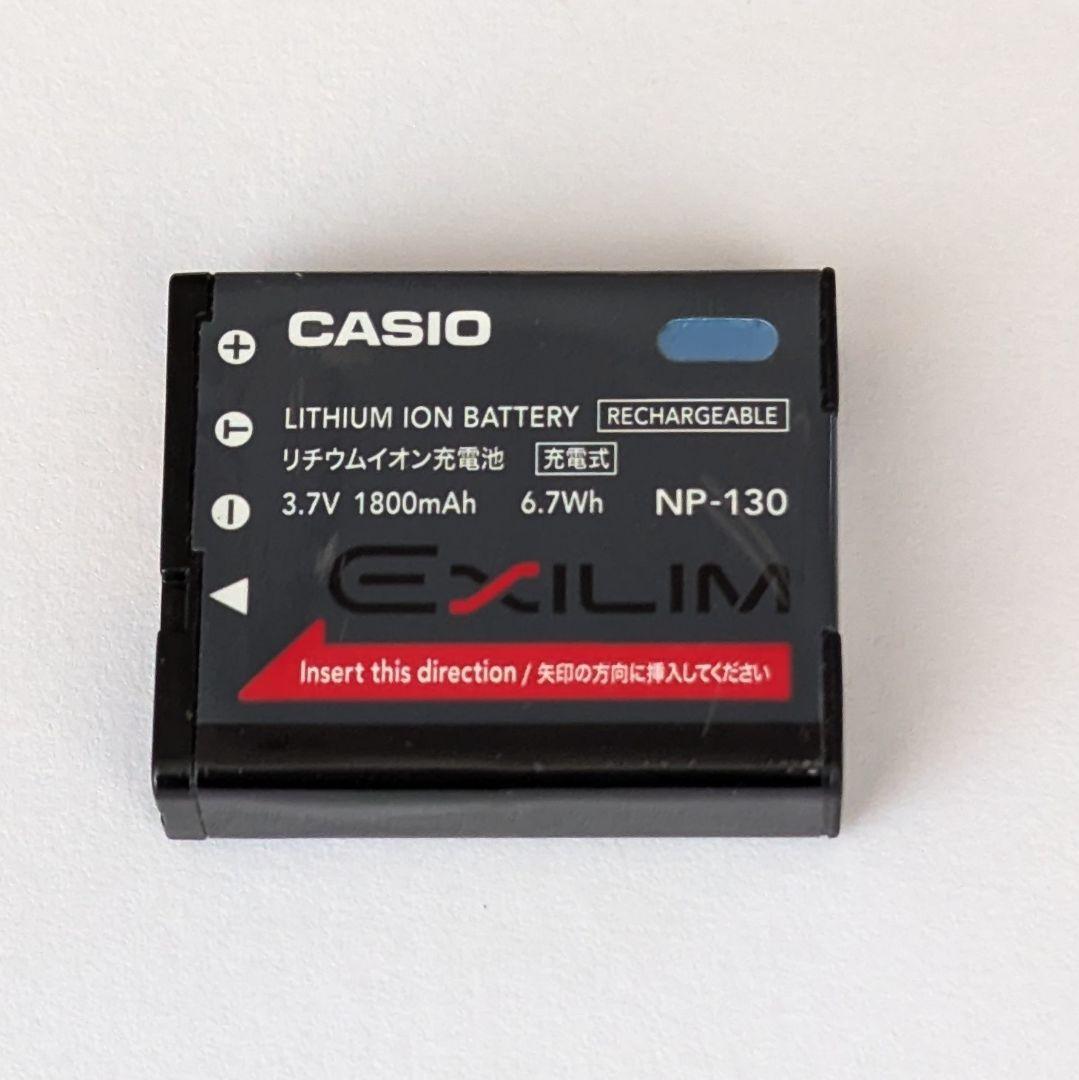 CASIO
LITHIUM ION BATTERY RECHARGEABLE
リチウムイオン充電池 充電式
3.7V 1800mAh 6.7Wh NP-130
EXILIM
Insert this direction / 矢印の方向に挿入してください
+
T
−